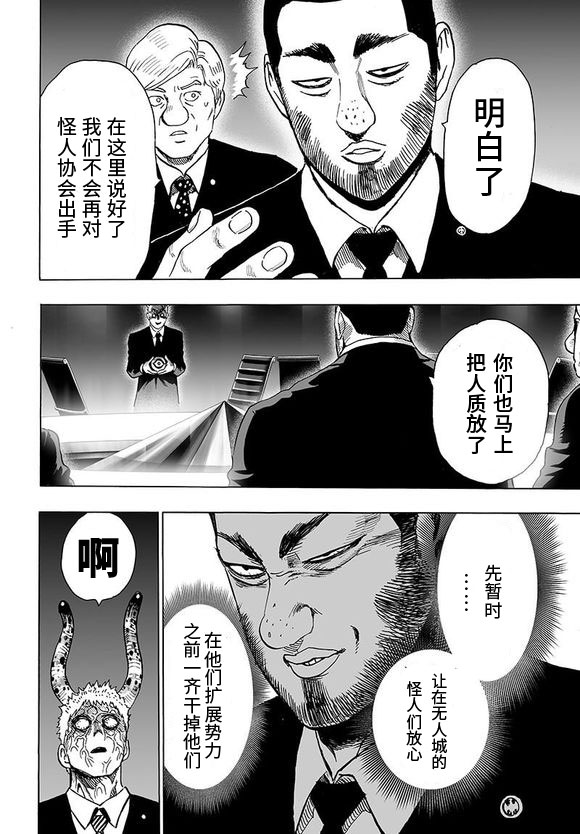 明白了
在这里说好了
我们不会再对
怪人协会出手
你们也马上
把人质放了
先暂时
……
让在无人城的
怪人们放心
在他们扩展势力
之前一齐干掉他们
啊